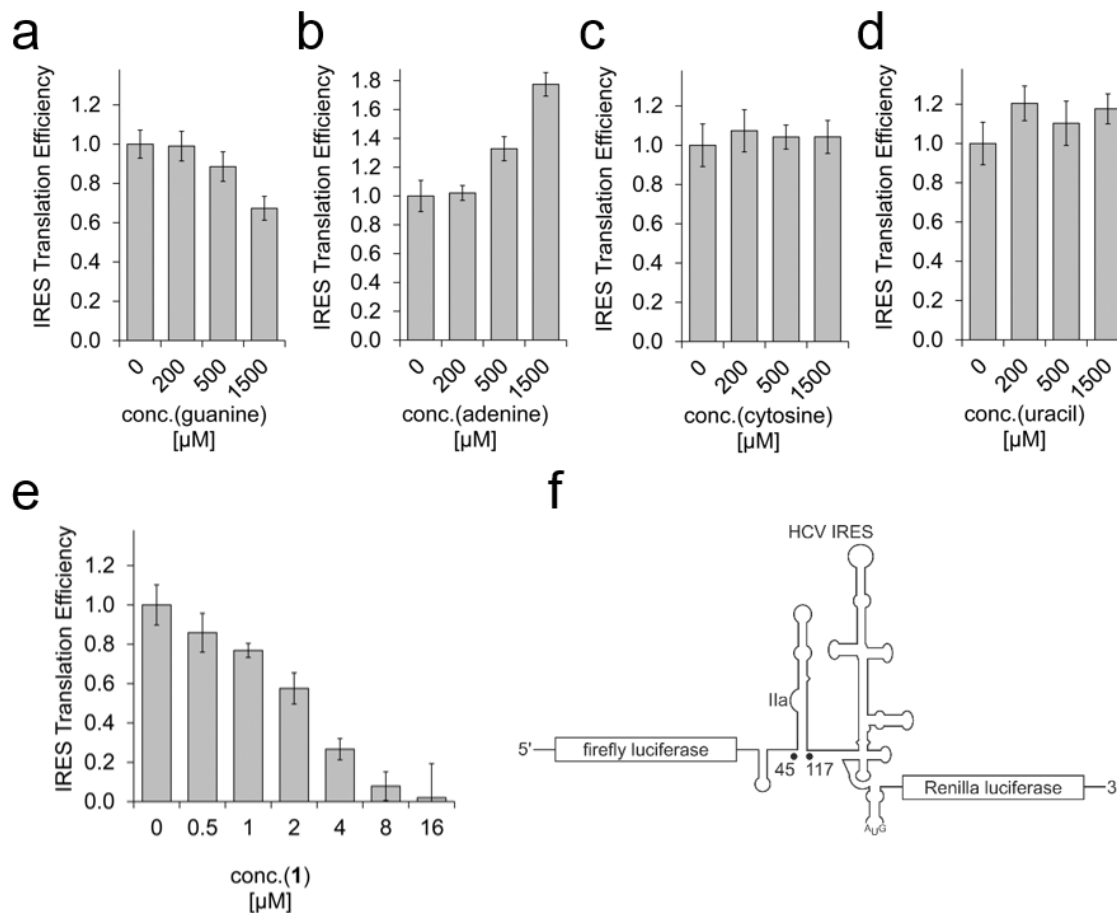 a
IRES Translation Efficiency
1.2
1.0
0.8
0.6
0.4
0.2
0.0
0
200
500
1500
conc.(guanine)
[µM]
b
IRES Translation Efficiency
1.8
1.6
1.4
1.2
1.0
0.8
0.6
0.4
0.2
0.0
0
200
500
1500
conc.(adenine)
[µM]
c
IRES Translation Efficiency
1.2
1.0
0.8
0.6
0.4
0.2
0.0
0
200
500
1500
conc.(cytosine)
[µM]
d
IRES Translation Efficiency
1.2
1.0
0.8
0.6
0.4
0.2
0.0
0
200
500
1500
conc.(uracil)
[µM]
e
IRES Translation Efficiency
1.2
1.0
0.8
0.6
0.4
0.2
0.0
0 0.5 1 2 4 8 16
conc.(1)
[µM]
f
HCV IRES
IIa
5'
firefly luciferase
45 117
Renilla luciferase
3
AUG